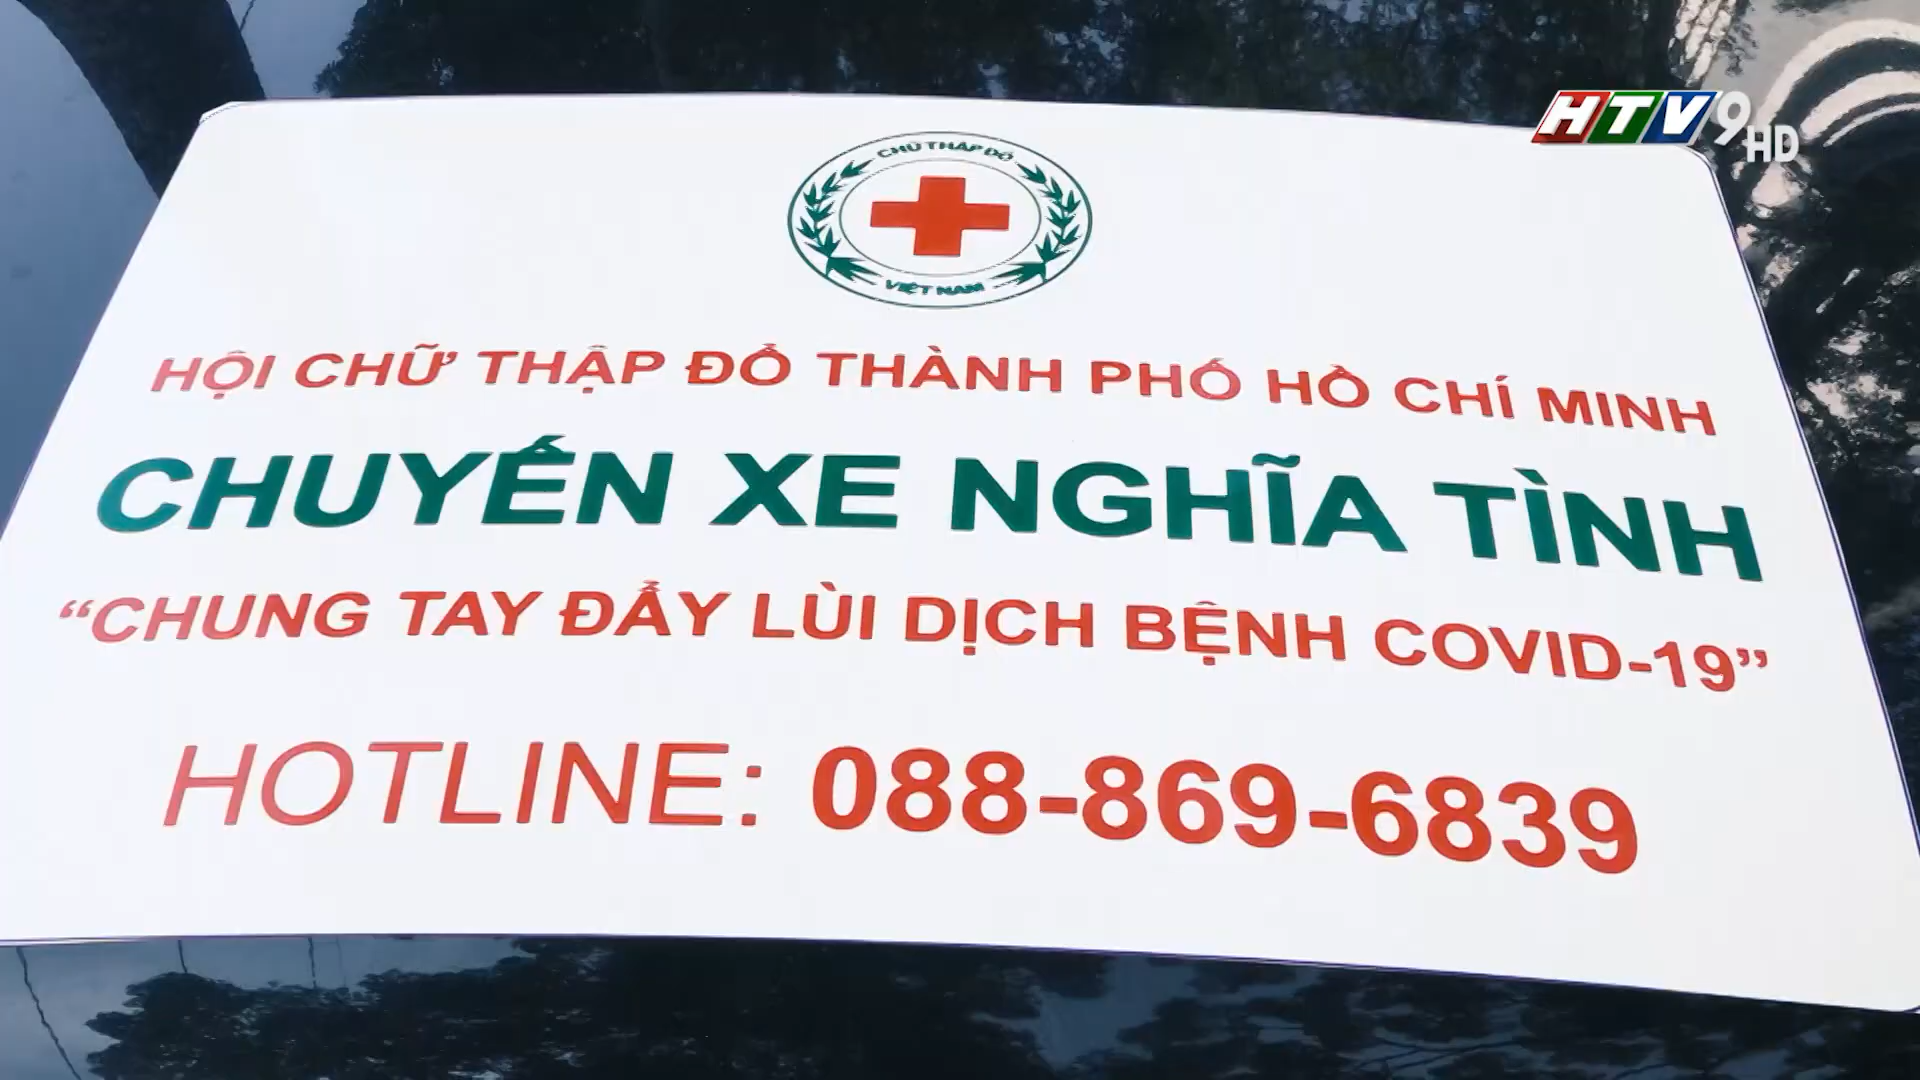 HTV9 HD
CHỮ THẬP ĐỎ
VIỆT NAM
HỘI CHỮ THẬP ĐỎ THÀNH PHỐ HỒ CHÍ MINH
CHUYẾN XE NGHĨA TÌNH
“CHUNG TAY ĐẨY LÙI DỊCH BỆNH COVID-19”
HOTLINE: 088-869-6839